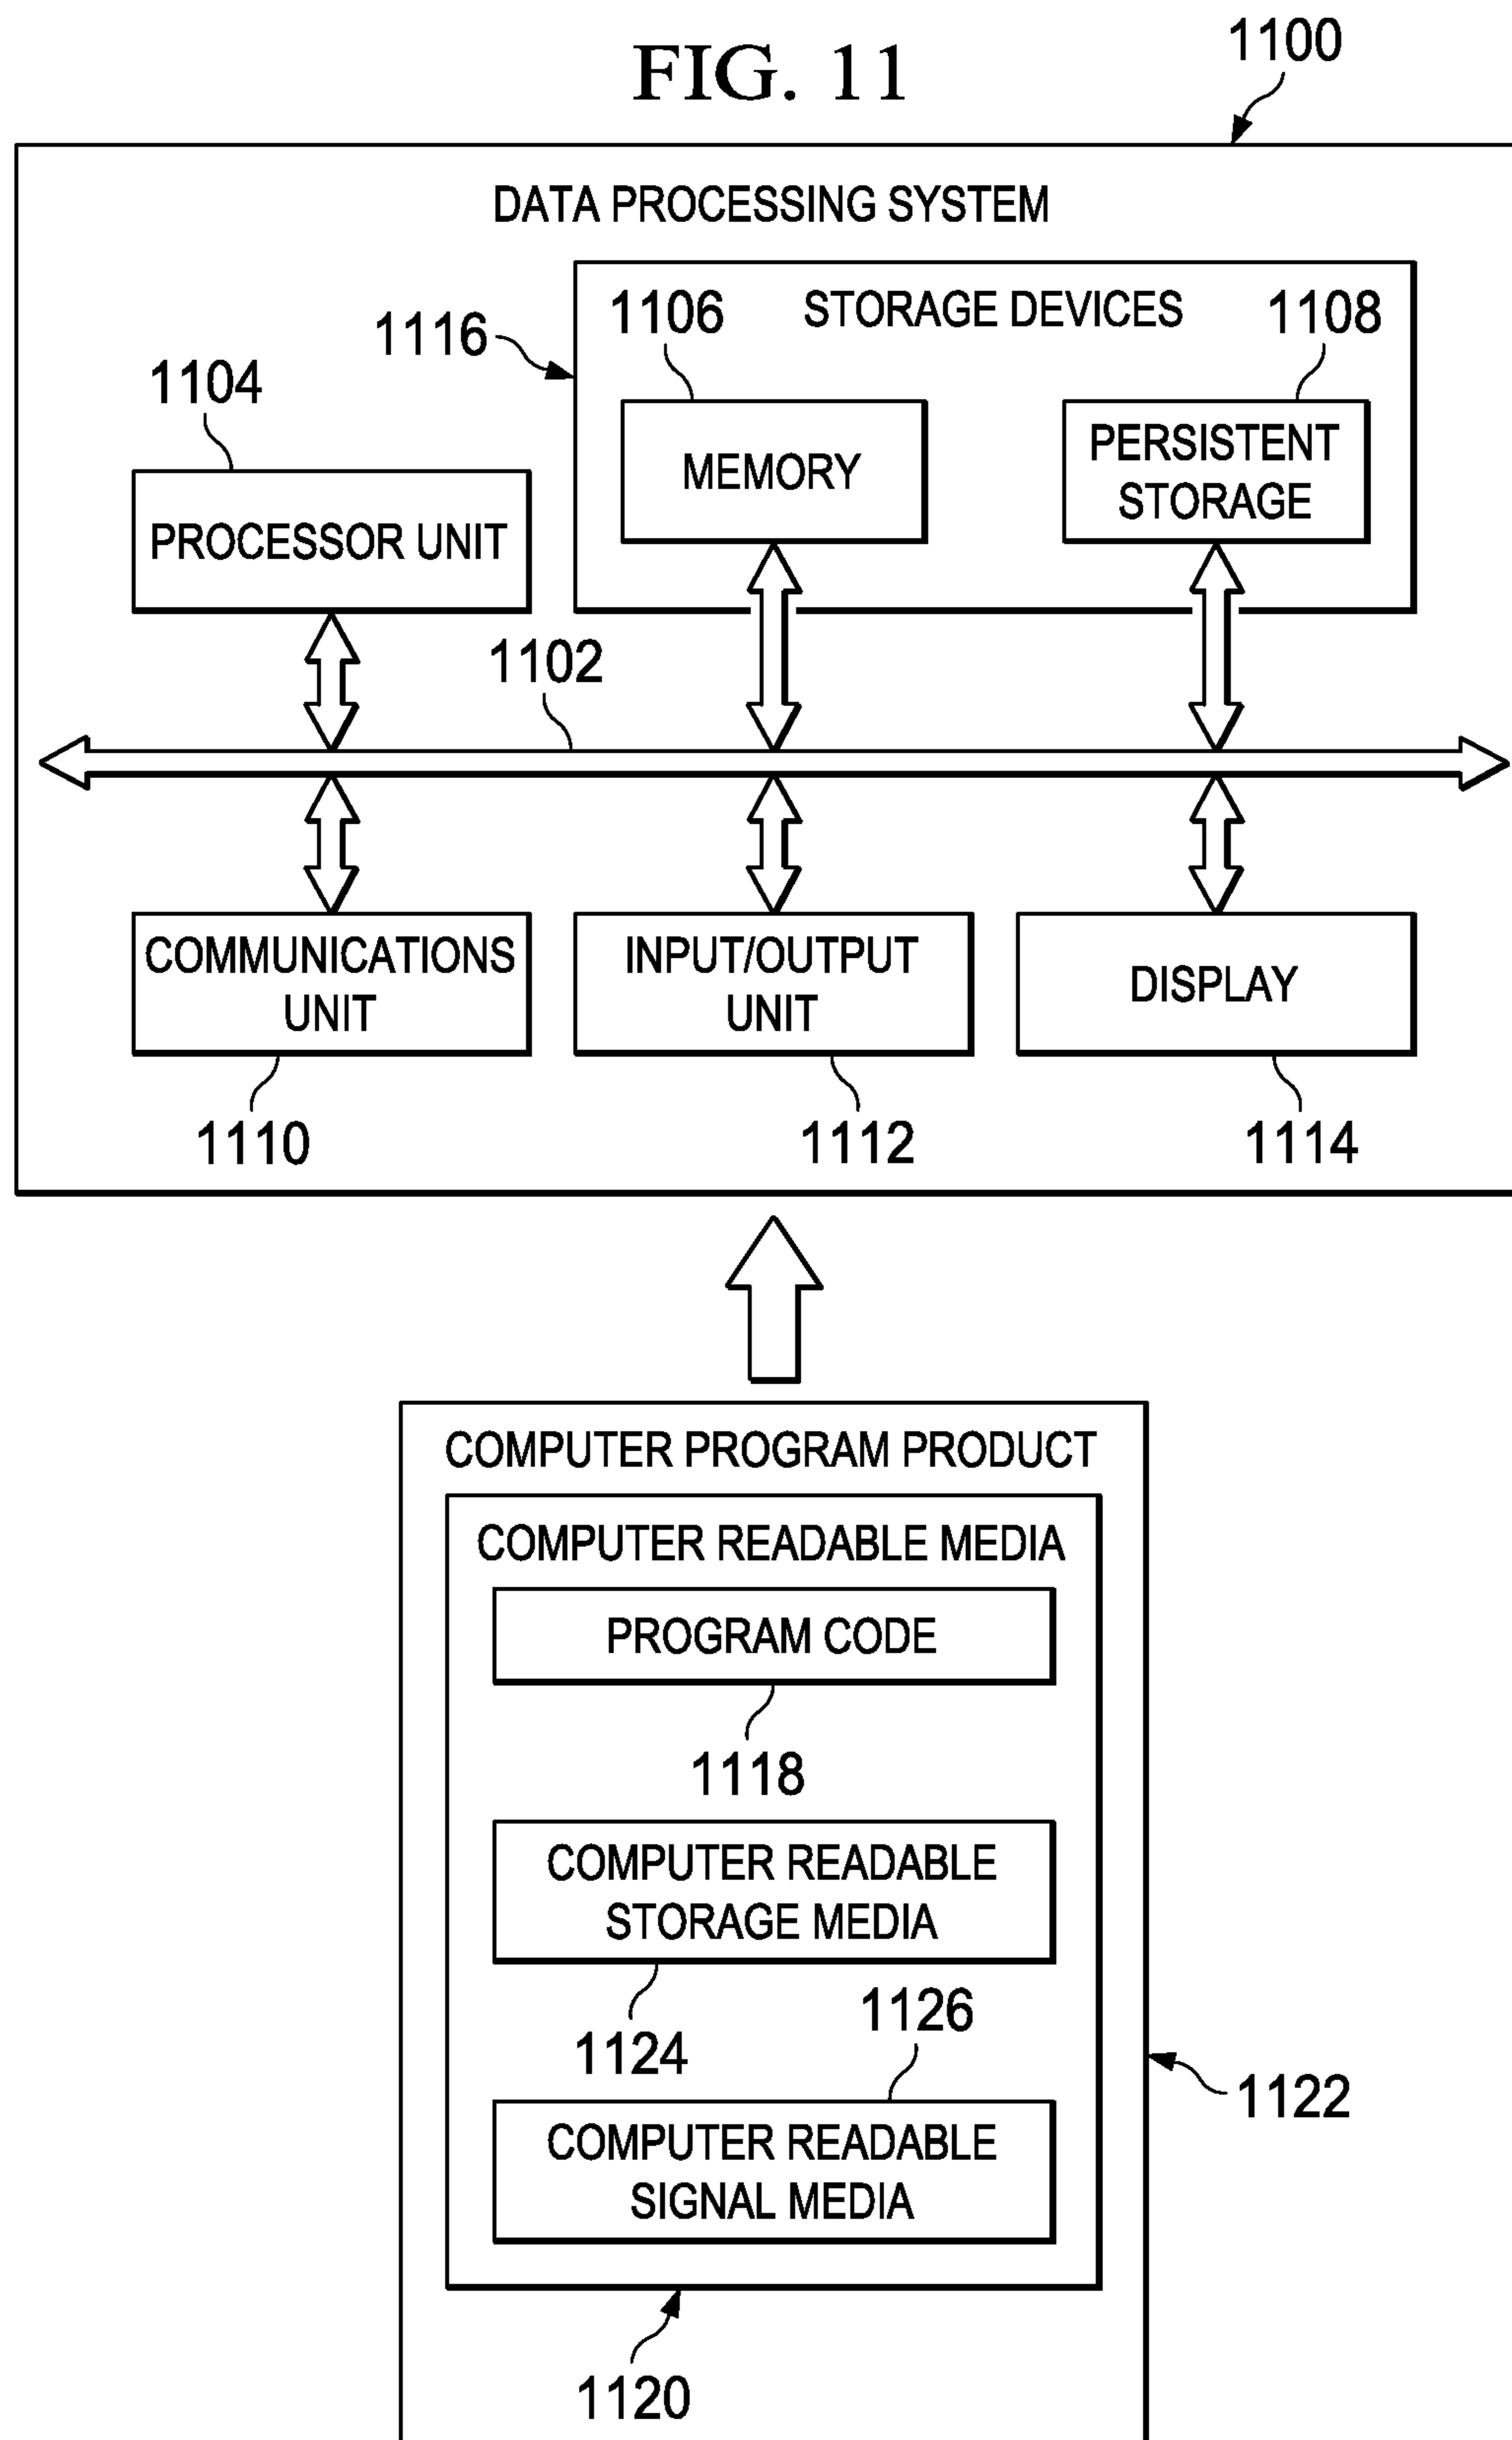 FIG. 11
1100
DATA PROCESSING SYSTEM
1116
1106
STORAGE DEVICES
1108
1104
MEMORY
PERSISTENT
STORAGE
PROCESSOR UNIT
1102
COMMUNICATIONS
UNIT
INPUT/OUTPUT
UNIT
DISPLAY
1110
1112
1114
COMPUTER PROGRAM PRODUCT
COMPUTER READABLE MEDIA
PROGRAM CODE
1118
COMPUTER READABLE
STORAGE MEDIA
1124
1126
1122
COMPUTER READABLE
SIGNAL MEDIA
1120